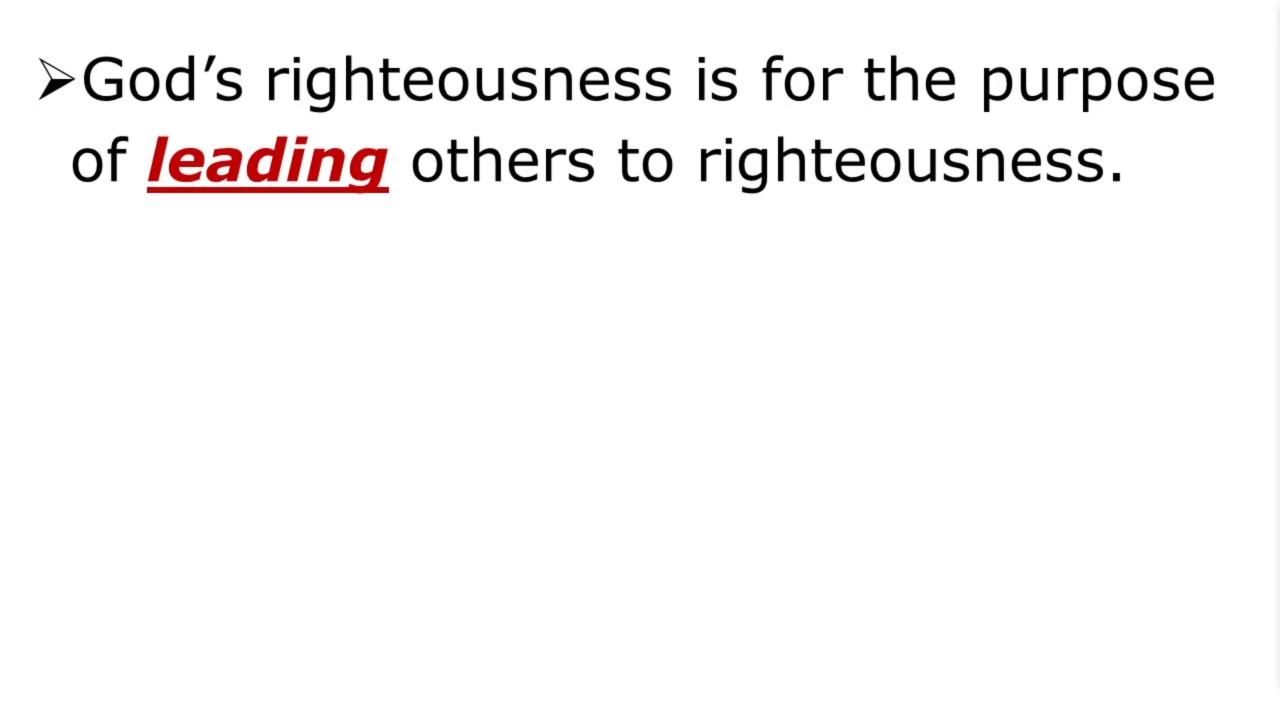 ➢God’s righteousness is for the purpose
of leading others to righteousness.